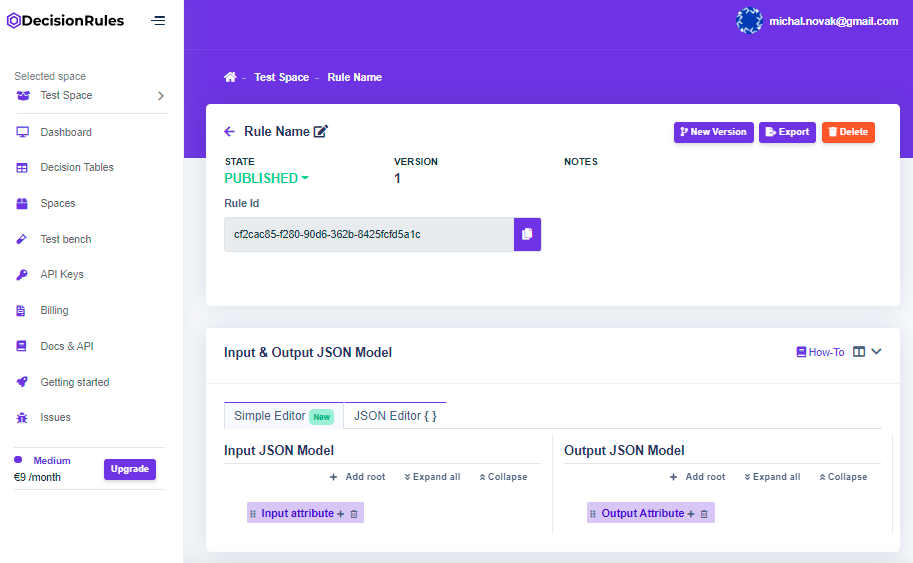 DecisionRules
michal.novak@gmail.com
Selected space
Test Space
Dashboard
Decision Tables
Spaces
Test bench
API Keys
Billing
Docs & API
Getting started
Issues
Medium
€9 /month
Upgrade
- Test Space - Rule Name
Rule Name
New Version
Export
Delete
STATE
PUBLISHED
VERSION
1
NOTES
Rule Id
cf2cac85-f280-90d6-362b-8425fcfd5a1c
Input & Output JSON Model
How-To
Simple Editor New
JSON Editor { }
Input JSON Model
+ Add root
Expand all
Collapse
Input attribute +
Output JSON Model
+ Add root
Expand all
Collapse
Output Attribute +